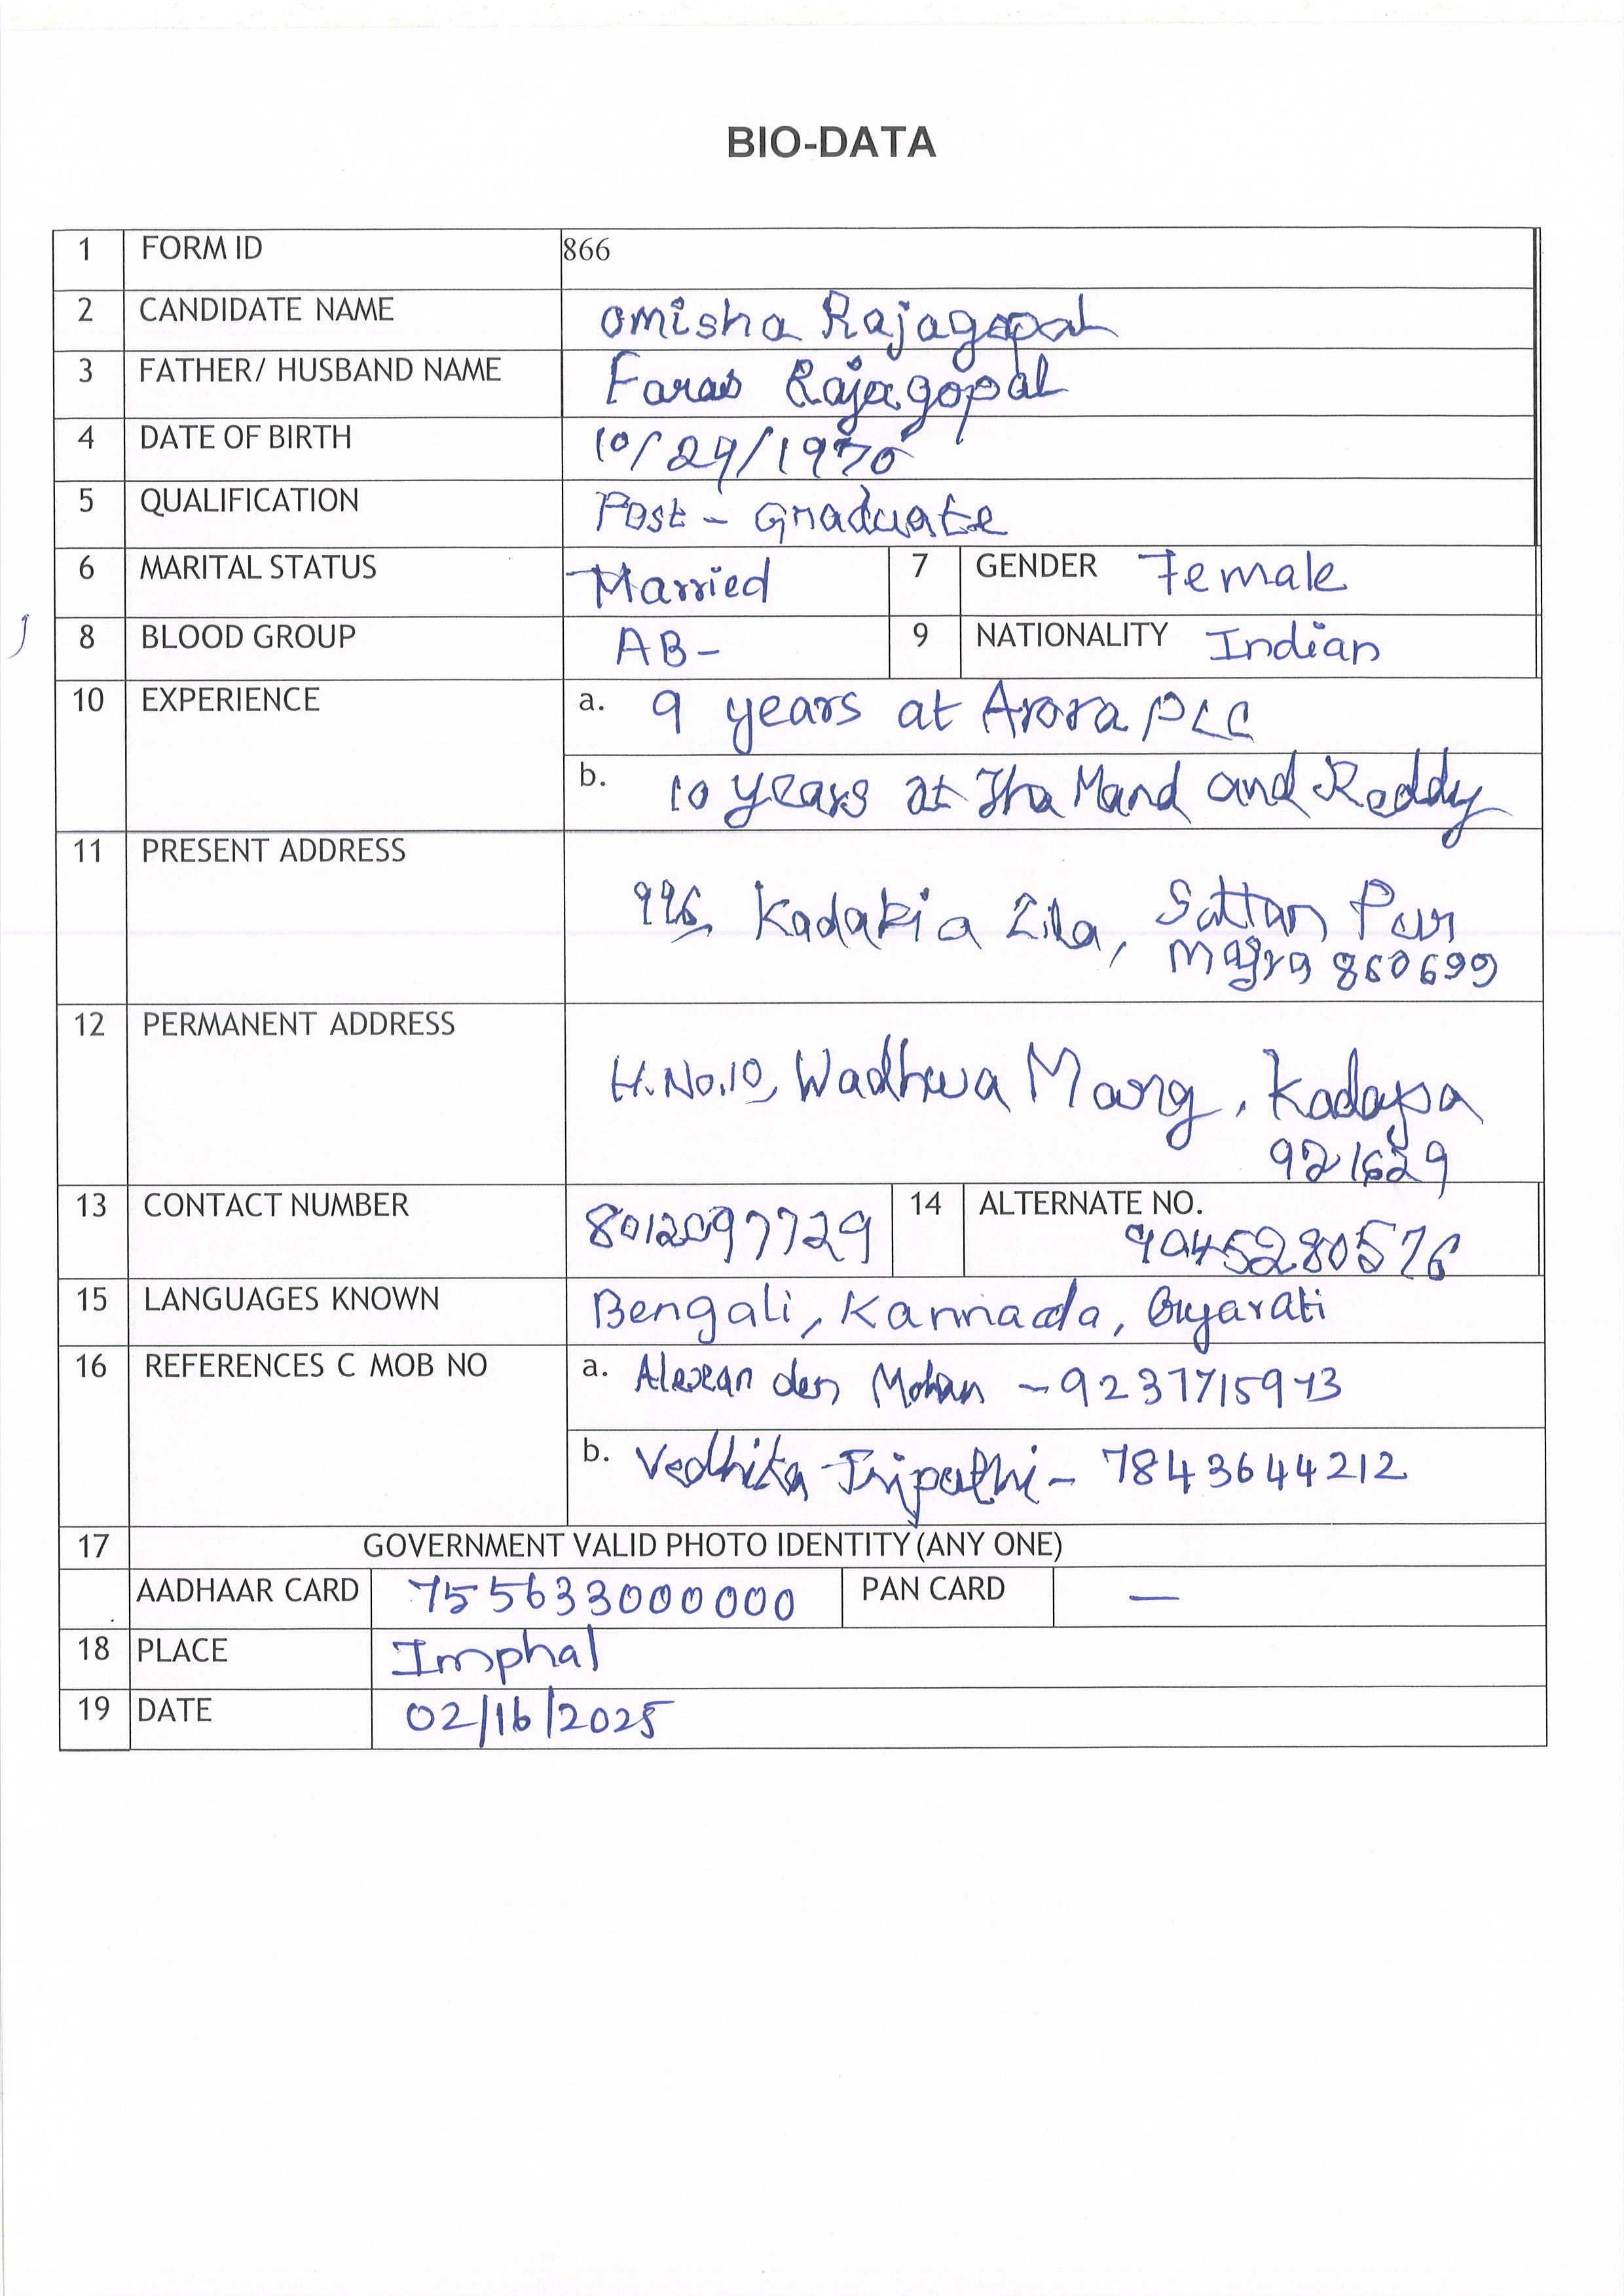 BIO-DATA
1 FORM ID 866
2 CANDIDATE NAME Omisha Rajagopal
3 FATHER/ HUSBAND NAME Faras Rajagopal
4 DATE OF BIRTH 10/29/1970
5 QUALIFICATION Post - Graduate
6 MARITAL STATUS Married 7 GENDER Female
8 BLOOD GROUP AB- 9 NATIONALITY Indian
10 EXPERIENCE a. 9 years at Arora PLC
b. 10 years at Jha Mand and Reddy
11 PRESENT ADDRESS
Kadakia Zila, Sultan Pur
Majra 860699
12 PERMANENT ADDRESS
H.No.10, Wadhwa Marg, Kadapa
921629
13 CONTACT NUMBER 8012097729 14 ALTERNATE NO.
9045280576
15 LANGUAGES KNOWN Bengali, Kannada, Gujarati
16 REFERENCES C MOB NO a. Alexander Mohan - 9237715943
b. Vedhika Tripathi - 7843644212
17 GOVERNMENT VALID PHOTO IDENTITY (ANY ONE)
AADHAAR CARD 755633000000 PAN CARD —
18 PLACE Imphal
19 DATE 02/16/2025